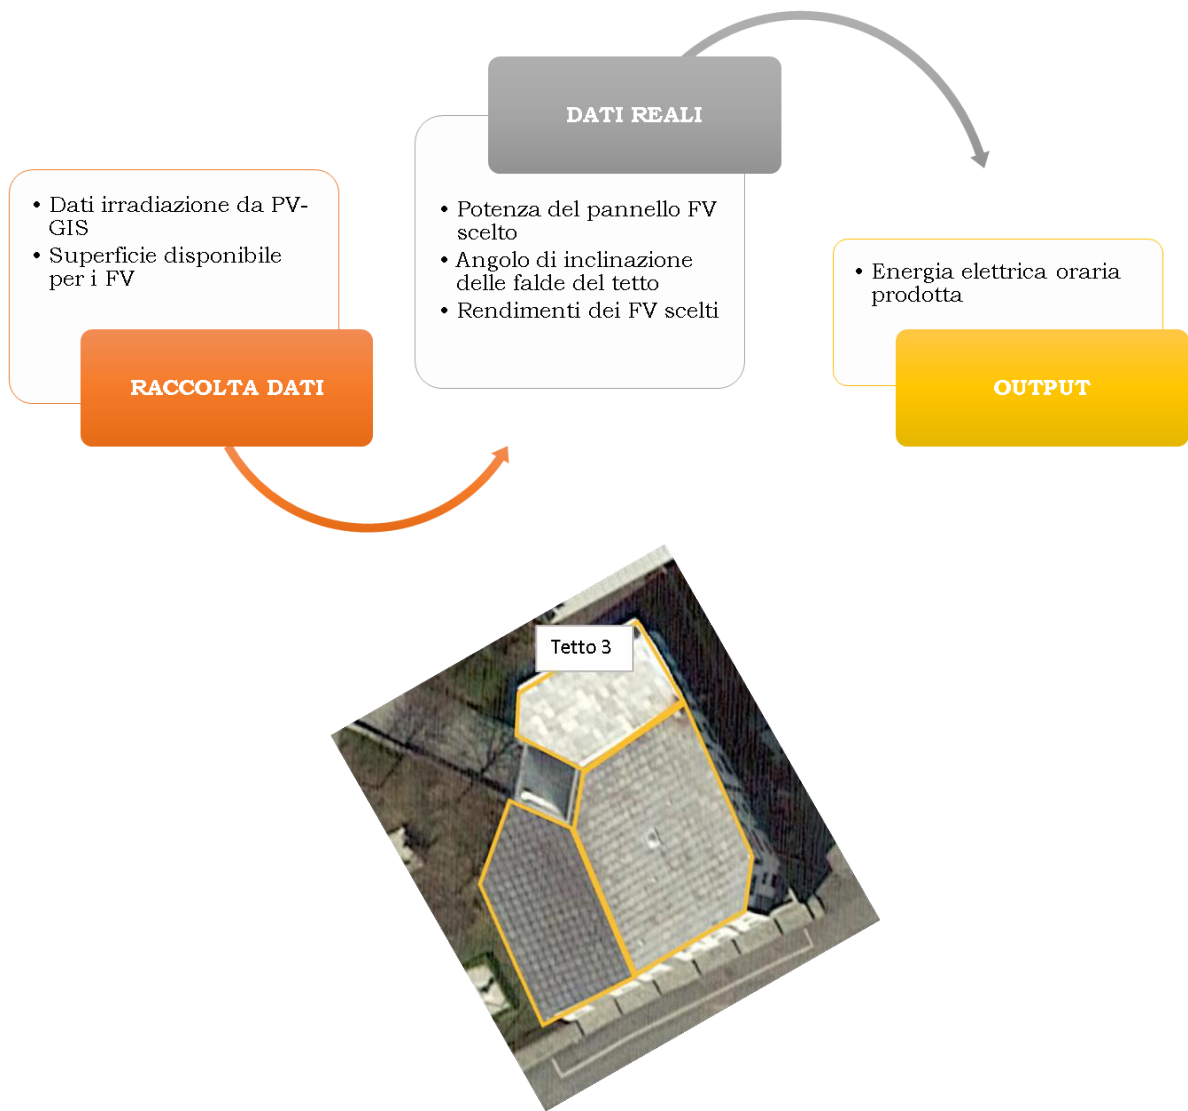 • Dati irradiazione da PV-
GIS
• Superficie disponibile
per i FV
RACCOLTA DATI
DATI REALI
• Potenza del pannello FV
scelto
• Angolo di inclinazione
delle falde del tetto
• Rendimenti dei FV scelti
• Energia elettrica oraria
prodotta
OUTPUT
Tetto 3